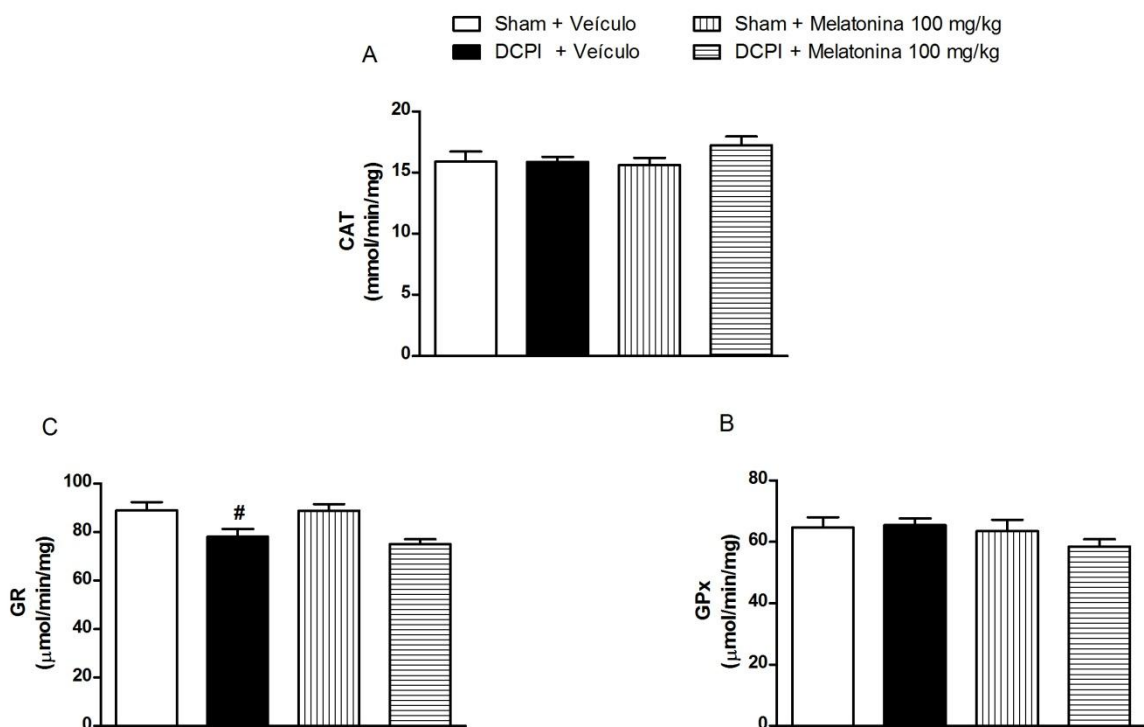 Sham + Veículo
Sham + Melatonina 100 mg/kg
DCPI + Veículo
DCPI + Melatonina 100 mg/kg
A
20
15
10
5
0
CAT
(mmol/min/mg)
C
100
80
60
40
20
0
GR
(μmol/min/mg)
#
B
80
60
40
20
0
GPx
(μmol/min/mg)